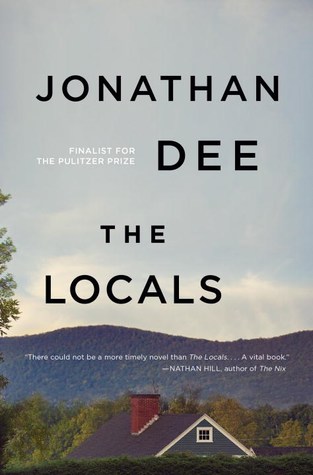 JONATHAN
FINALIST FOR
THE PULITZER PRIZE
DEE
THE
LOCALS
“There could not be a more timely novel than The Locals. . . . A vital book.”
—NATHAN HILL, author of The Nix